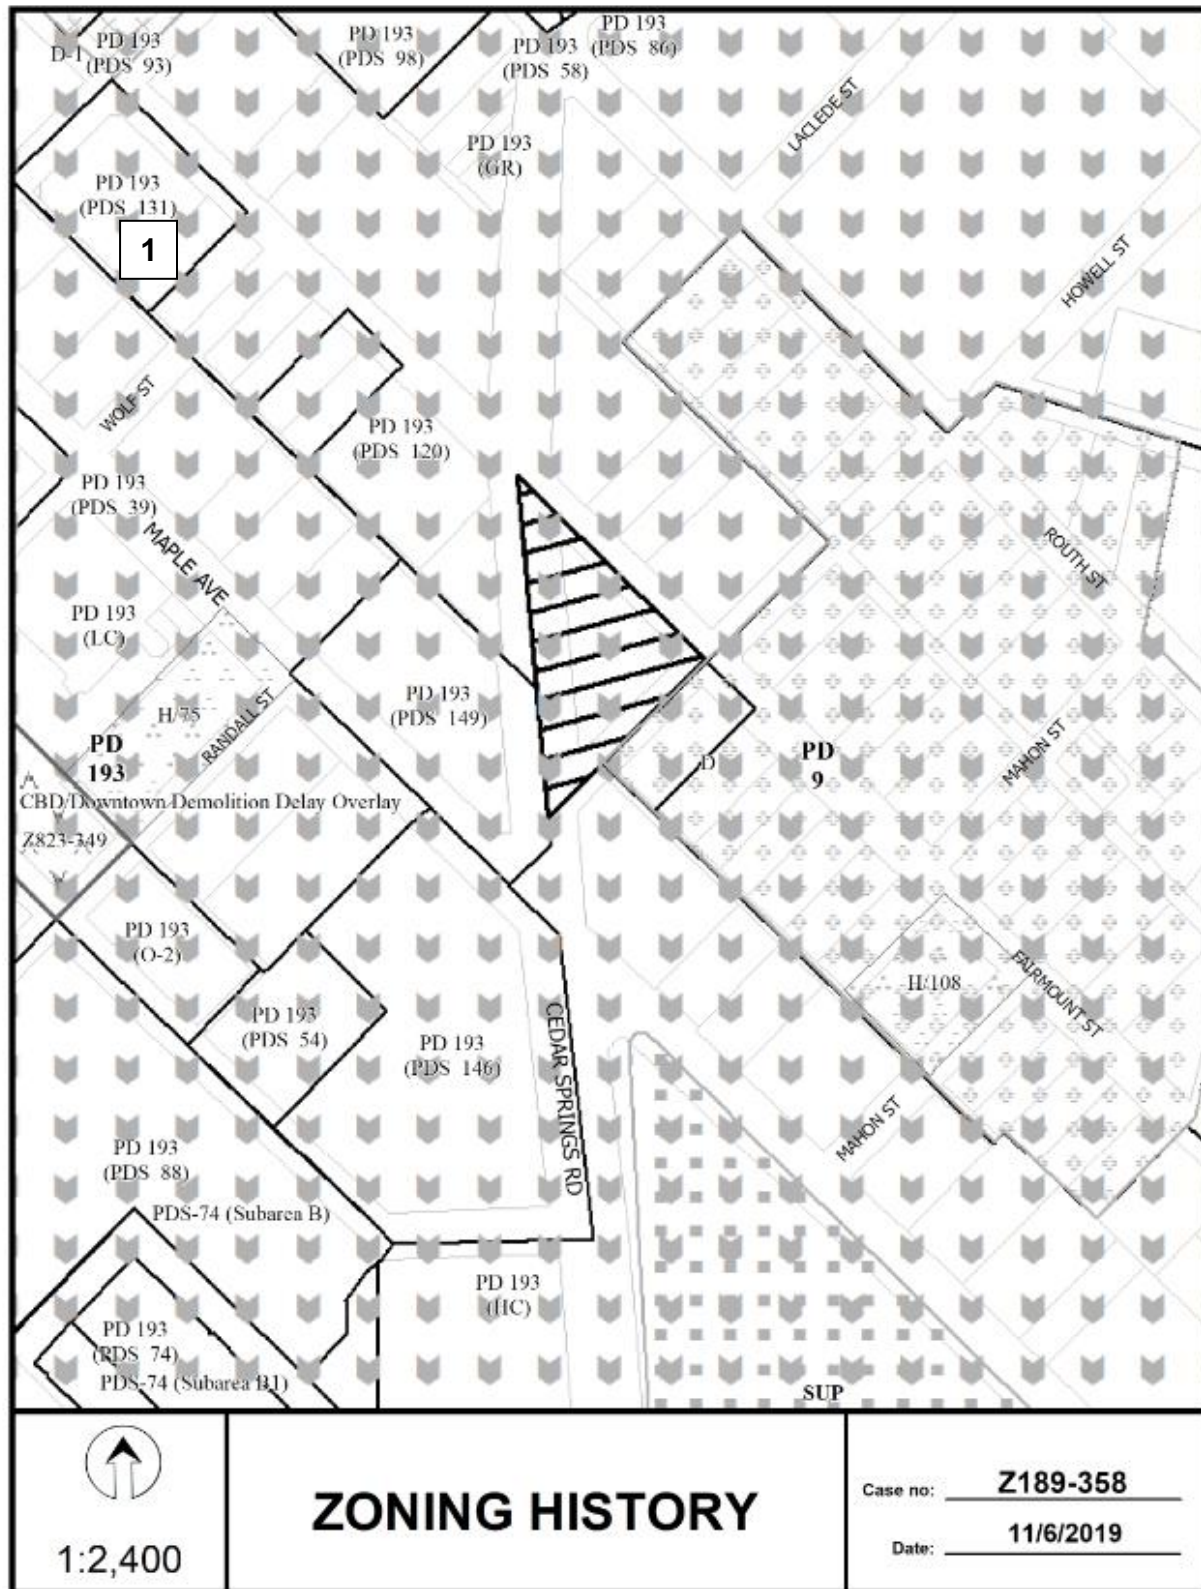 PD 193
(PDS 93)
D-1
PD 193
(PDS 98)
PD 193
(PDS 58)
PD 193
(PDS 86)
LACLEDE ST
PD 193
(GR)
PD 193
(PDS 131)
1
HOWELL ST
WOLF ST
PD 193
(PDS 120)
PD 193
(PDS 39)
MAPLE AVE
ROUTH ST
PD 193
(LC)
H/75
RANDALL ST
PD 193
(PDS 149)
PD
193
D
PD
9
MAHON ST
CBD/Downtown Demolition Delay Overlay
Z823-349
PD 193
(O-2)
H/108
FAIRMOUNT ST
PD 193
(PDS 54)
PD 193
(PDS 146)
CEDAR SPRINGS RD
MAHON ST
PD 193
(PDS 88)
PDS-74 (Subarea B)
PD 193
(HC)
PD 193
(PDS 74)
PDS-74 (Subarea B1)
SUP
1:2,400
ZONING HISTORY
Case no: Z189-358
Date: 11/6/2019